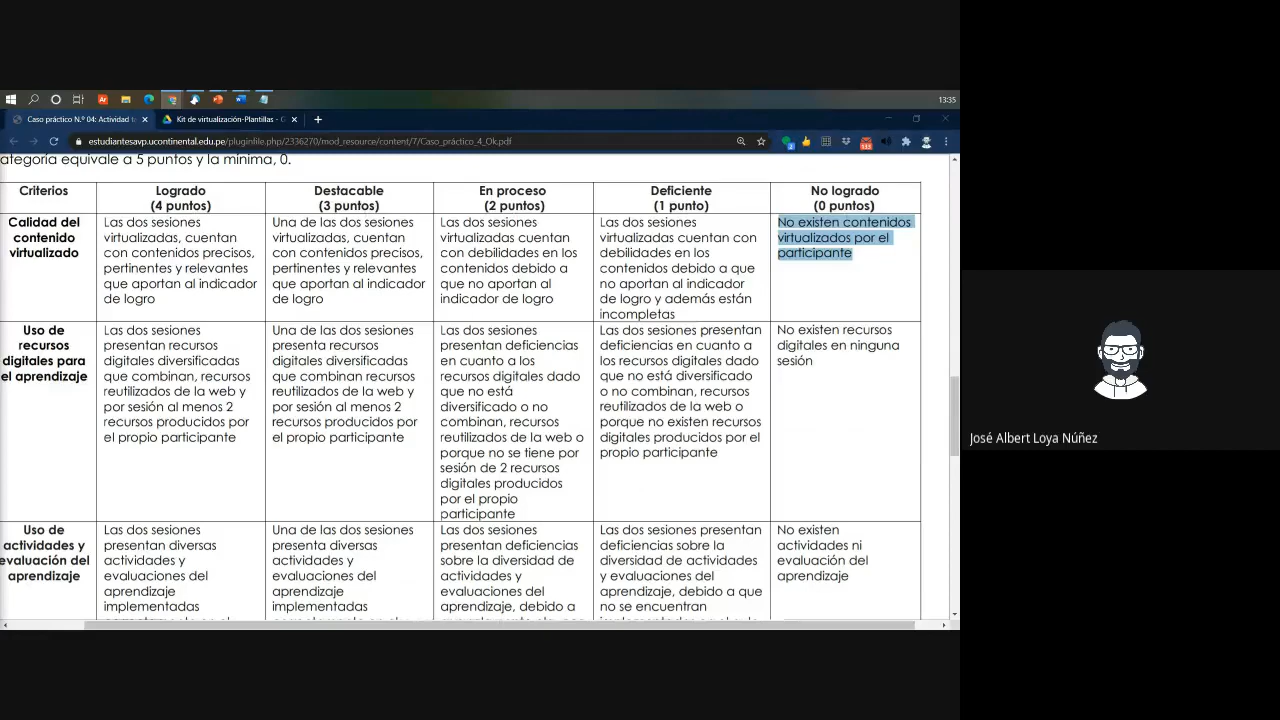 13:35
Caso práctico N.º 04: Actividad
Kit de virtualización-Plantillas - G
estudiantesavp.ucontinental.edu.pe/pluginfile.php/2336270/mod_resource/content/7/Caso_práctico_4_Ok.pdf
ategoría equivale a 5 puntos y la mínima, 0.
Criterios
Logrado
(4 puntos)
Destacable
(3 puntos)
En proceso
(2 puntos)
Deficiente
(1 punto)
No logrado
(0 puntos)
Calidad del
contenido
virtualizado
Las dos sesiones
virtualizadas, cuentan
con contenidos precisos,
pertinentes y relevantes
que aportan al indicador
de logro
Una de las dos sesiones
virtualizadas, cuentan
con contenidos precisos,
pertinentes y relevantes
que aportan al indicador
de logro
Las dos sesiones
virtualizadas cuentan
con debilidades en los
contenidos debido a
que no aportan al
indicador de logro
Las dos sesiones
virtualizadas cuentan con
debilidades en los
contenidos debido a que
no aportan al indicador
de logro y además están
incompletas
No existen contenidos
virtualizados por el
participante
Uso de
recursos
digitales para
el aprendizaje
Las dos sesiones
presentan recursos
digitales diversificadas
que combinan, recursos
reutilizados de la web y
por sesión al menos 2
recursos producidos por
el propio participante
Una de las dos sesiones
presenta recursos
digitales diversificadas
que combinan recursos
reutilizados de la web y
por sesión al menos 2
recursos producidos por
el propio participante
Las dos sesiones
presentan deficiencias
en cuanto a los
recursos digitales dado
que no está
diversificado o no
combinan, recursos
reutilizados de la web o
porque no se tiene por
sesión de 2 recursos
digitales producidos
por el propio
participante
Las dos sesiones presentan
deficiencias en cuanto a
los recursos digitales dado
que no está diversificado
o no combinan, recursos
reutilizados de la web o
porque no existen recursos
digitales producidos por el
propio participante
No existen recursos
digitales en ninguna
sesión
Uso de
actividades y
evaluación del
aprendizaje
Las dos sesiones
presentan diversas
actividades y
evaluaciones del
aprendizaje
implementadas
Una de las dos sesiones
presenta diversas
actividades y
evaluaciones del
aprendizaje
implementadas
Las dos sesiones
presentan deficiencias
sobre la diversidad de
actividades y
evaluaciones del
aprendizaje, debido a
Las dos sesiones presentan
deficiencias sobre la
diversidad de actividades
y evaluaciones del
aprendizaje, debido a que
no se encuentran
No existen
actividades ni
evaluación del
aprendizaje
José Albert Loya Núñez